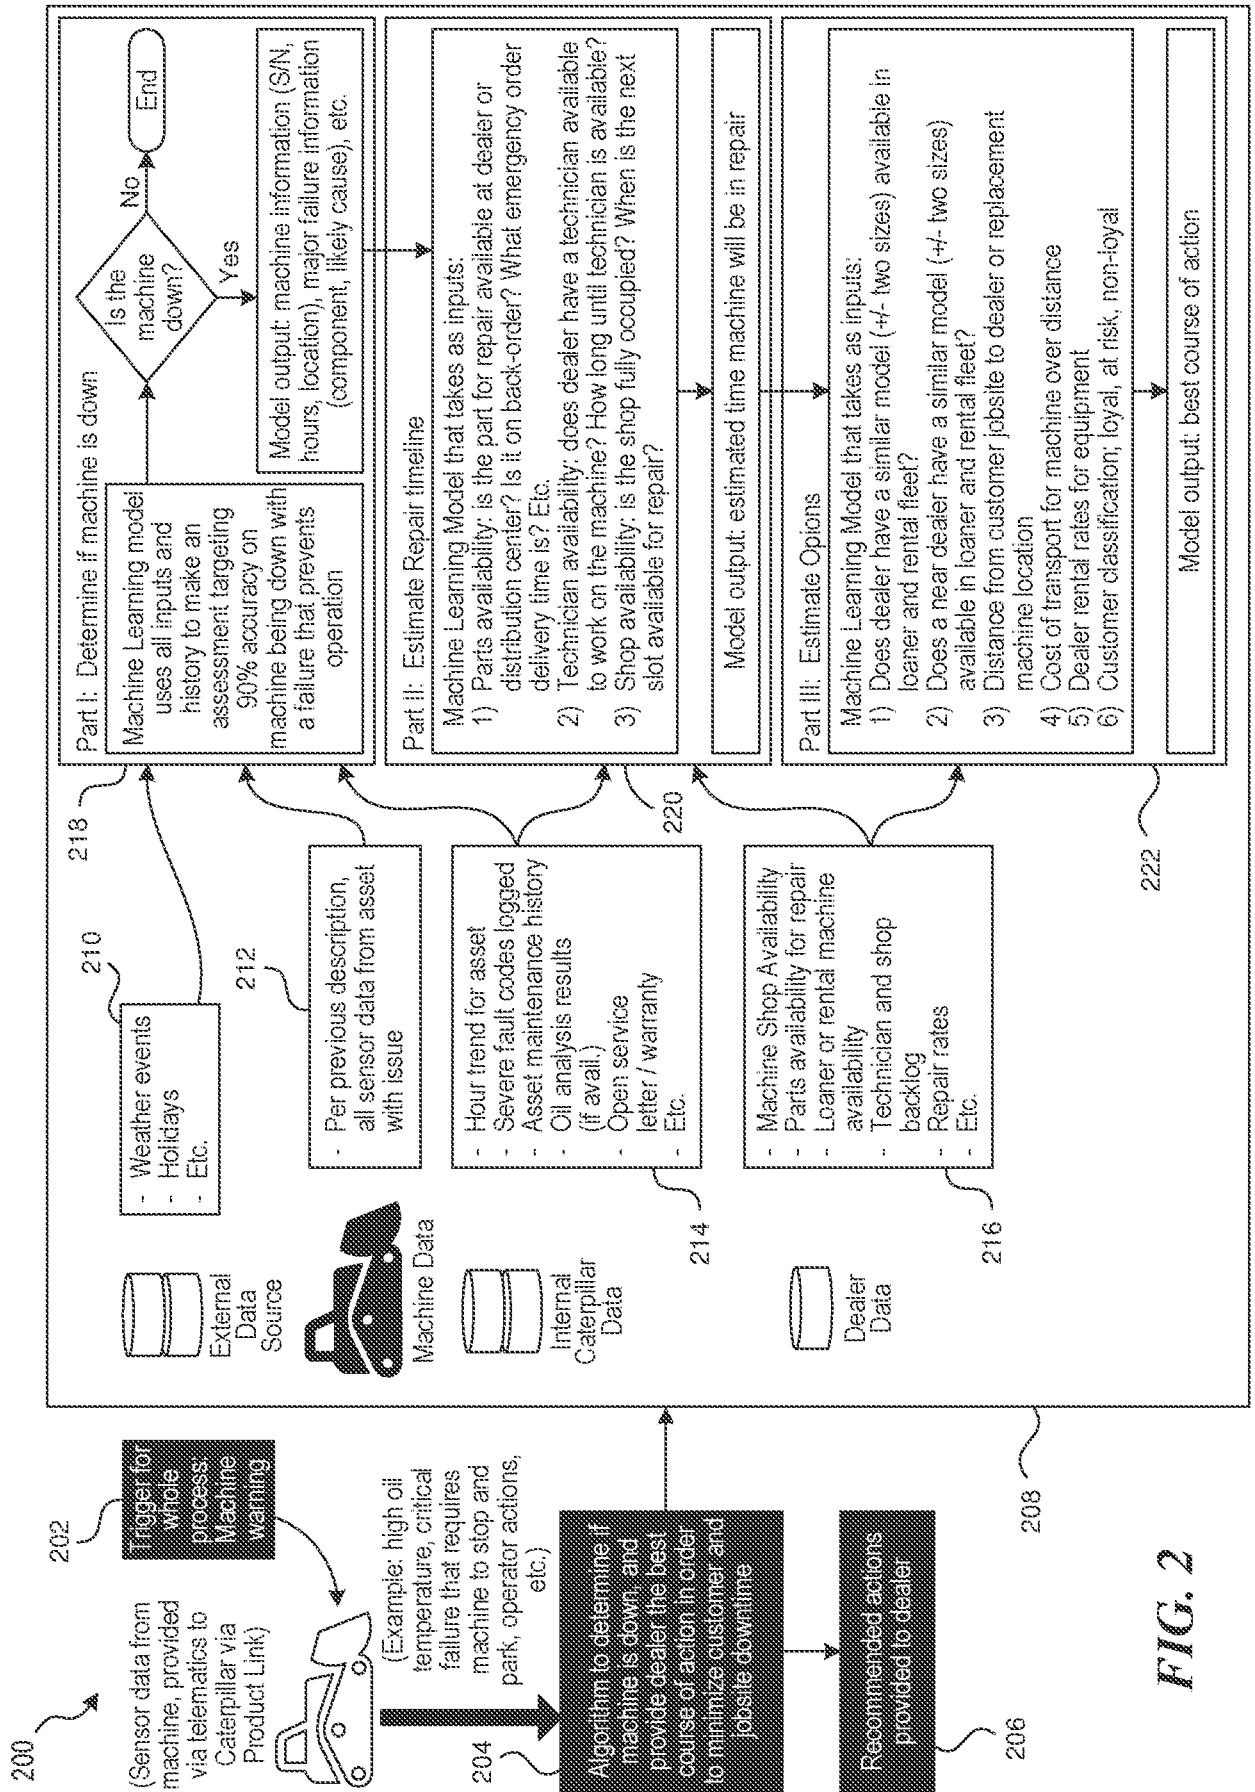 200
(Sensor data from
machine, provided
via telematics to
Caterpillar via
Product Link)
202
Trigger for
whole
process:
Machine
warning
(Example: high oil
temperature, critical
failure that requires
machine to stop and
park, operator actions,
etc.)
204
Algorithm to determine if
machine is down, and
provide dealer the best
course of action in order
to minimize customer and
jobsite downtime
206
Recommended actions
provided to dealer
208
External
Data
Source
Machine Data
Internal
Caterpillar
Data
Dealer
Data
210
- Weather events
- Holidays
- Etc.
212
- Per previous description,
all sensor data from asset
with issue
214
- Hour trend for asset
- Severe fault codes logged
- Asset maintenance history
- Oil analysis results
(if avail.)
- Open service
letter / warranty
- Etc.
216
- Machine Shop Availability
- Parts availability for repair
- Loaner or rental machine
availability
- Technician and shop
backlog
- Repair rates
- Etc.
218
Part I: Determine if machine is down
Machine Learning model
uses all inputs and
history to make an
assessment targeting
90% accuracy on
machine being down with
a failure that prevents
operation
Is the
machine
down?
No
End
Yes
Model output: machine information (S/N,
hours, location), major failure information
(component, likely cause), etc.
220
Part II: Estimate Repair timeline
Machine Learning Model that takes as inputs:
1) Parts availability: is the part for repair available at dealer or
distribution center? Is it on back-order? What emergency order
delivery time is? Etc.
2) Technician availability: does dealer have a technician available
to work on the machine? How long until technician is available?
3) Shop availability: is the shop fully occupied? When is the next
slot available for repair?
Model output: estimated time machine will be in repair
222
Part III: Estimate Opions
Machine Learning Model that takes as inputs:
1) Does dealer have a similar model (+/- two sizes) available in
loaner and rental fleet?
2) Does a near dealer have a similar model (+/- two sizes)
available in loaner and rental fleet?
3) Distance from customer jobsite to dealer or replacement
machine location
4) Cost of transport for machine over distance
5) Dealer rental rates for equipment
6) Customer classification; loyal, at risk, non-loyal
Model output: best course of action
FIG. 2